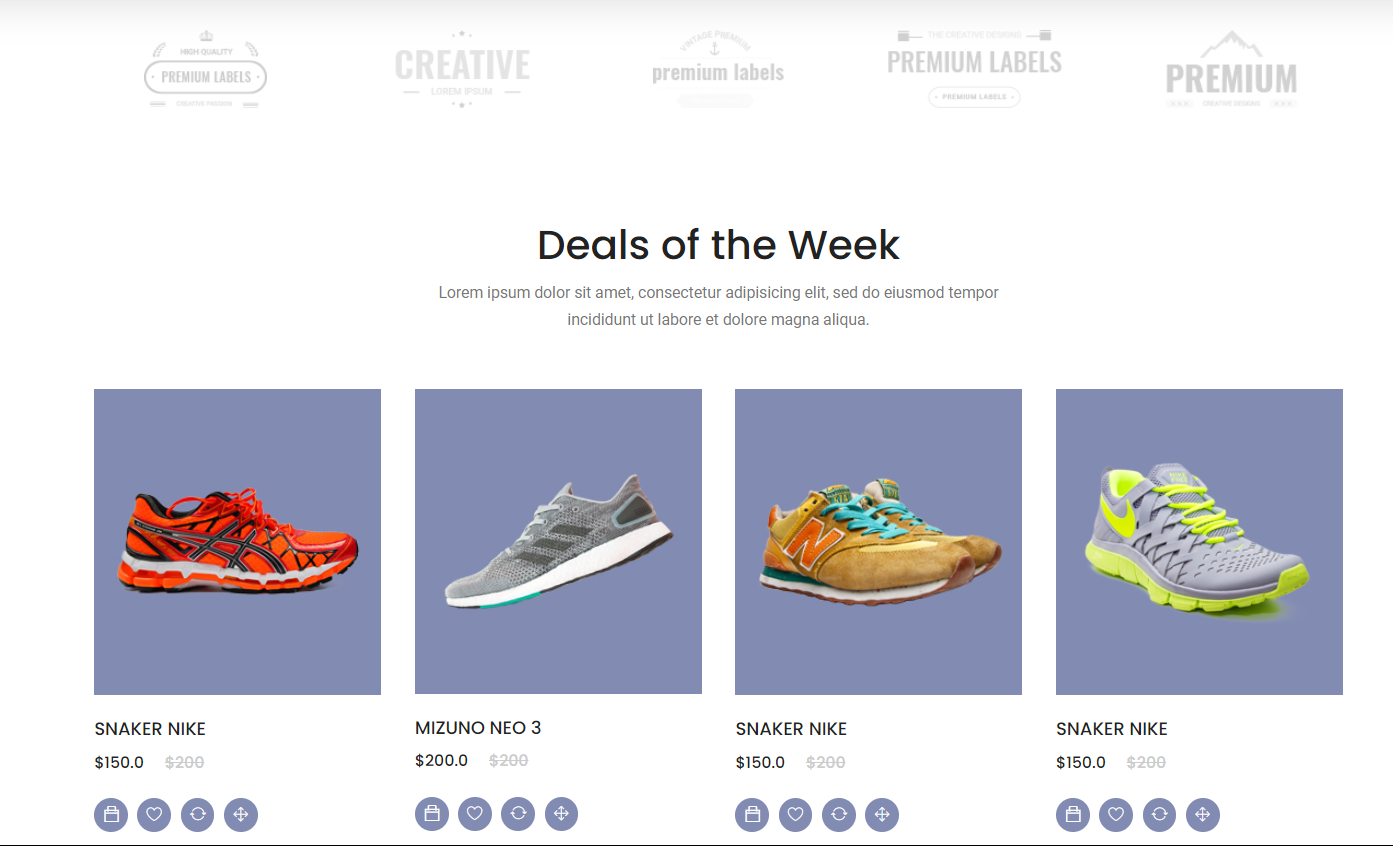 HIGH QUALITY
PREMIUM LABELS
CREATIVE FASHION
CREATIVE
LOREM IPSUM
VINTAGE PREMIUM
premium labels
THE CREATIVE DESIGNS
PREMIUM LABELS
PREMIUM LABELS
PREMIUM
CREATIVE DESIGNS
Deals of the Week
Lorem ipsum dolor sit amet, consectetur adipisicing elit, sed do eiusmod tempor
incididunt ut labore et dolore magna aliqua.
N
SNAKER NIKE
MIZUNO NEO 3
SNAKER NIKE
SNAKER NIKE
$150.0 $200
$200.0 $200
$150.0 $200
$150.0 $200